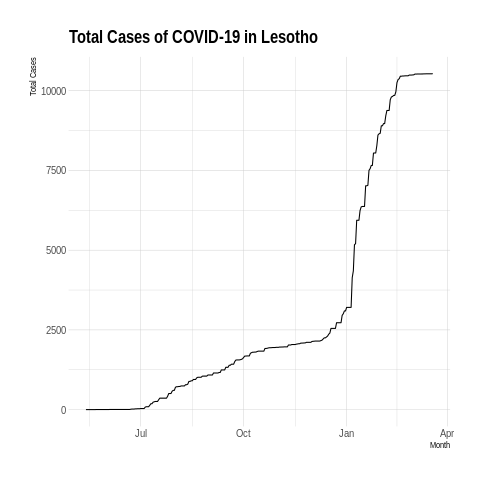 Total Cases of COVID-19 in Lesotho
Total Cases
10000
7500
5000
2500
0
Jul Oct Jan Apr
Month